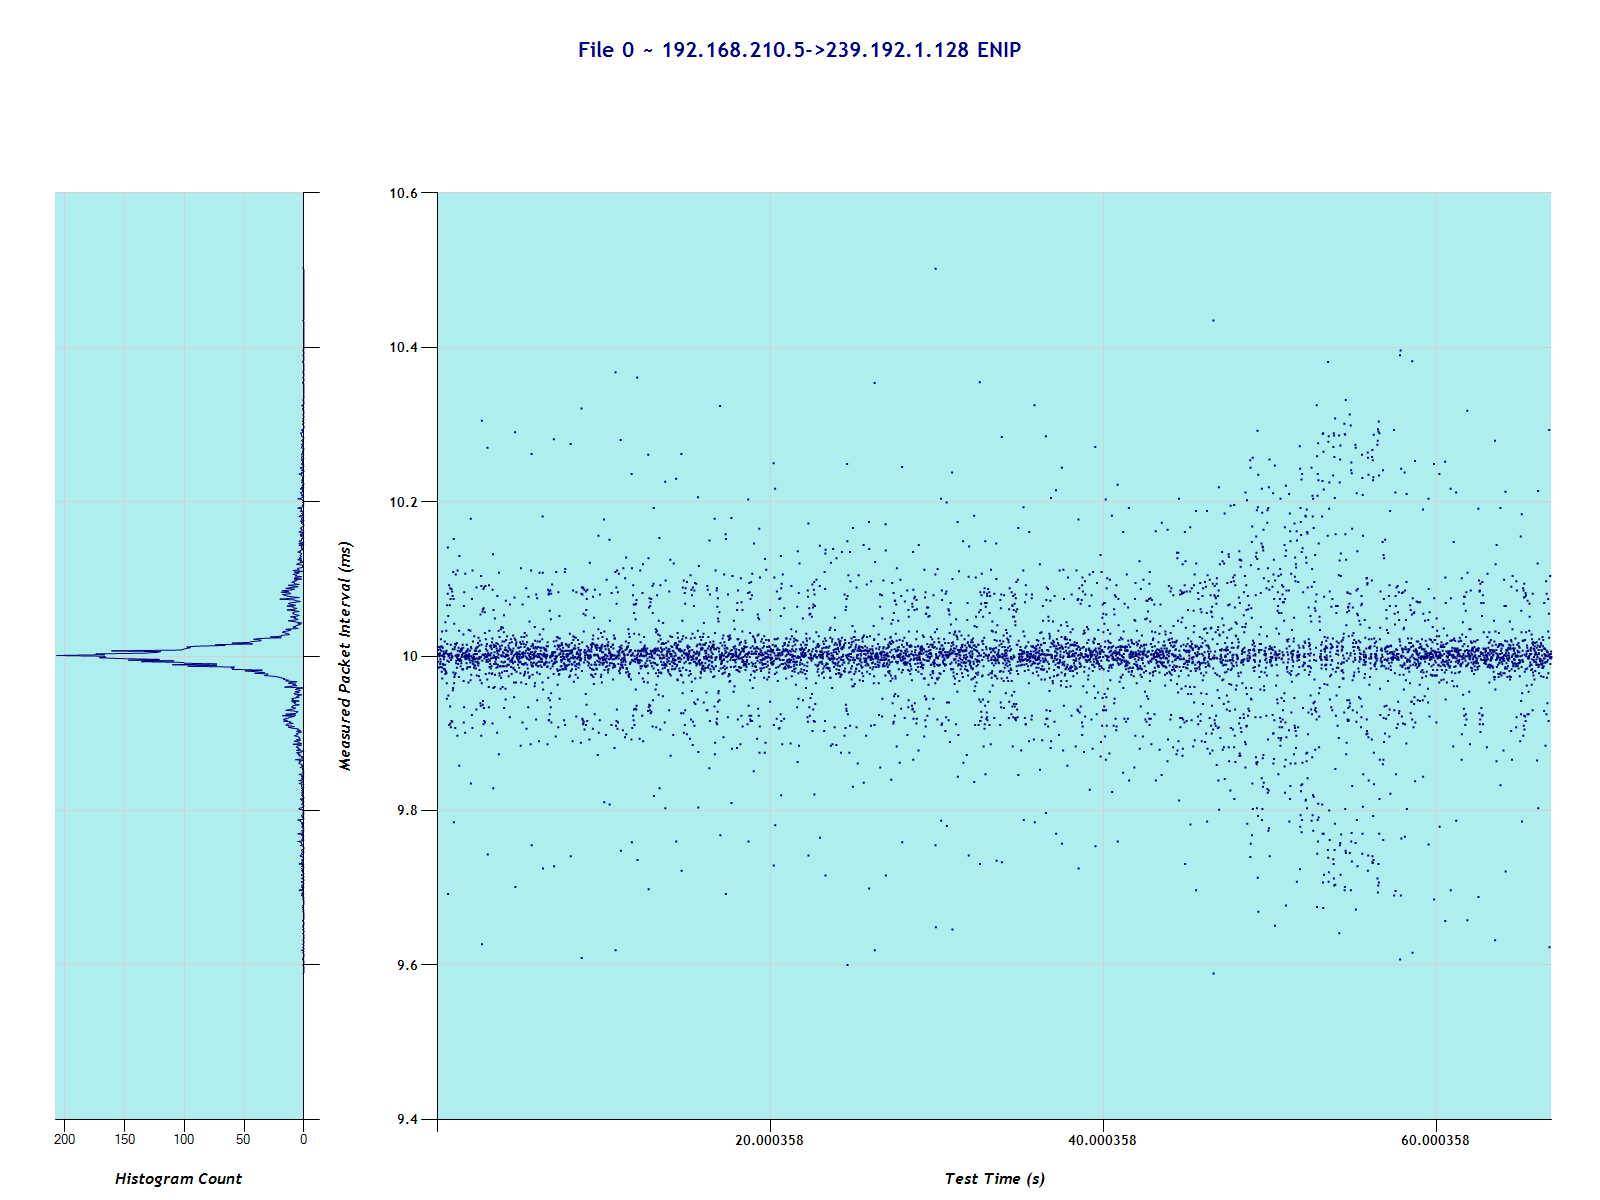 File 0 ~ 192.168.210.5->239.192.1.128 ENIP
10.6
10.4
10.2
10
9.8
9.6
9.4
Measured Packet Interval (ms)
200 150 100 50 0
20.000358 40.000358 60.000358
Histogram Count
Test Time (s)